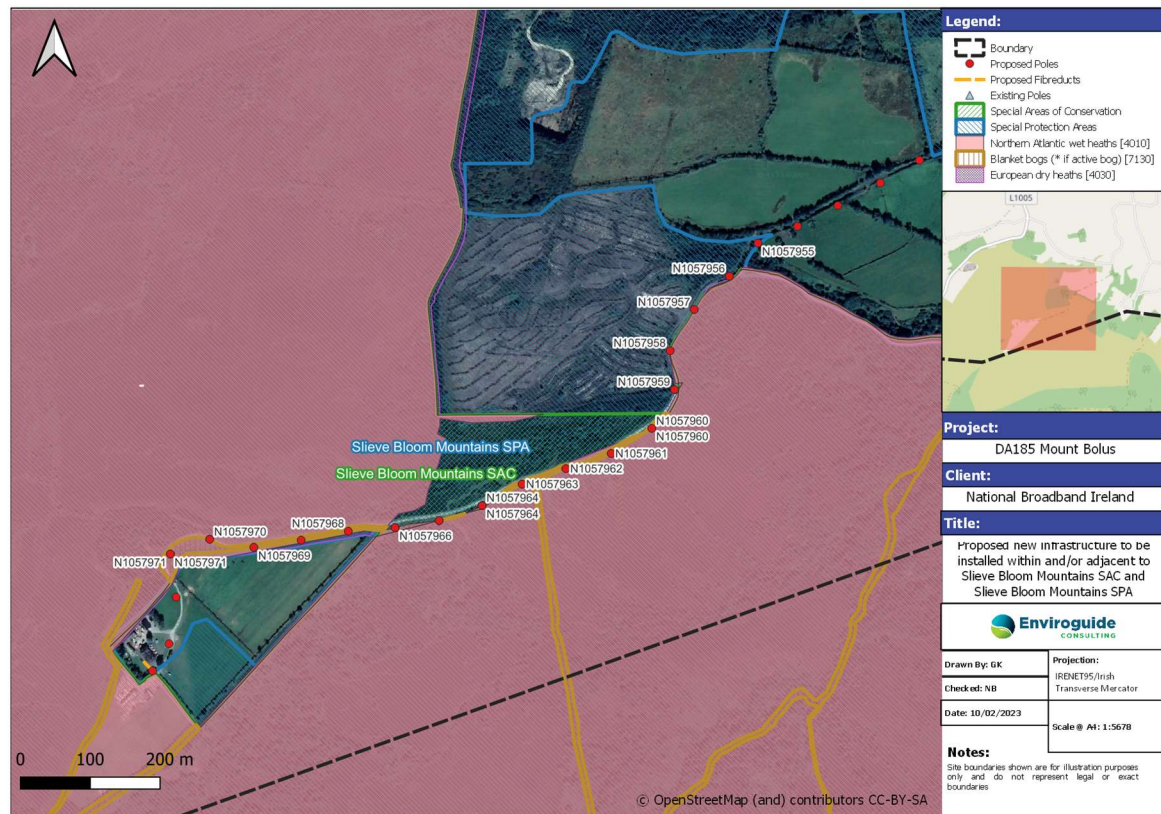 N1057955
N1057956
N1057957
N1057958
N1057959
N1057960
N1057960
N1057961
N1057962
N1057963
N1057964
N1057964
N1057966
N1057968
N1057970
N1057969
N1057971
N1057971
Slieve Bloom Mountains SPA
Slieve Bloom Mountains SAC
0 100 200 m
© OpenStreetMap (and) contributors CC-BY-SA
Legend:
Boundary
Proposed Poles
Proposed Fibreducts
Existing Poles
Special Areas of Conservation
Special Protection Areas
Northern Atlantic wet heaths [4010]
Blanket bogs (* if active bog) [7130]
European dry heaths [4030]
L1005
Project:
DA185 Mount Bolus
Client:
National Broadband Ireland
Title:
Proposed new infrastructure to be
installed within and/or adjacent to
Slieve Bloom Mountains SAC and
Slieve Bloom Mountains SPA
Enviroguide
CONSULTING
Drawn By: GK
Checked: NB
Date: 10/02/2023
Projection:
IRENET95/Irish
Transverse Mercator
Scale @ A4: 1:5678
Notes:
Site boundaries shown are for illustration purposes
only and do not represent legal or exact
boundaries